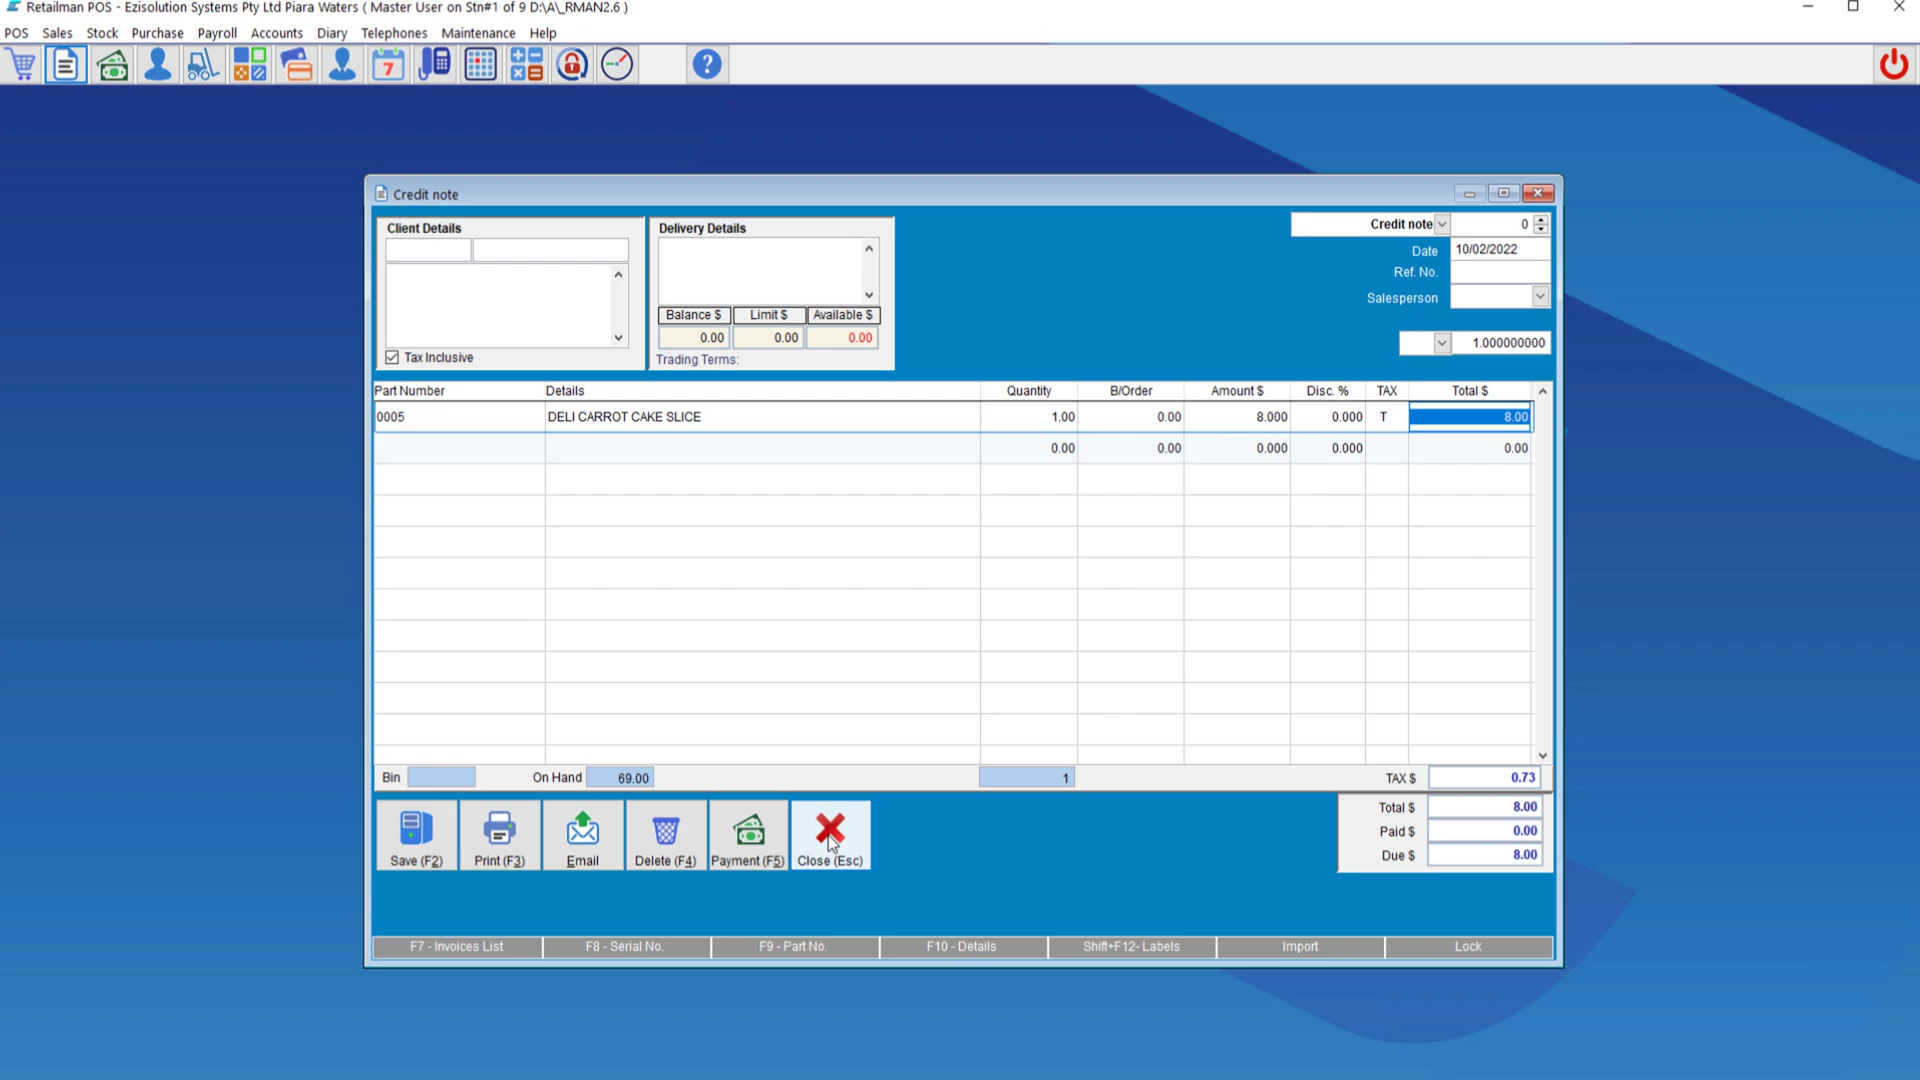 Retailman POS - Ezisolution Systems Pty Ltd Piara Waters ( Master User on Stn#1 of 9 D:\A\_RMAN2.6 )
POS Sales Stock Purchase Payroll Accounts Diary Telephones Maintenance Help
7
?
Credit note
Client Details
Delivery Details
Credit note 0
Date 10/02/2022
Ref. No.
Salesperson
Balance $ Limit $ Available $
0.00 0.00 0.00
1.000000000
Tax Inclusive
Trading Terms:
Part Number Details Quantity B/Order Amount $ Disc. % TAX Total $
0005 DELI CARROT CAKE SLICE 1.00 0.00 8.000 0.000 T 8.00
0.00 0.00 0.000 0.000 0.00
Bin On Hand 69.00 1 TAX $ 0.73
Total $ 8.00
Paid $ 0.00
Due $ 8.00
Save (F2) Print (F3) Email Delete (F4) Payment (F5) Close (Esc)
F7 - Invoices List F8 - Serial No. F9 - Part No. F10 - Details Shift+F12- Labels Import Lock